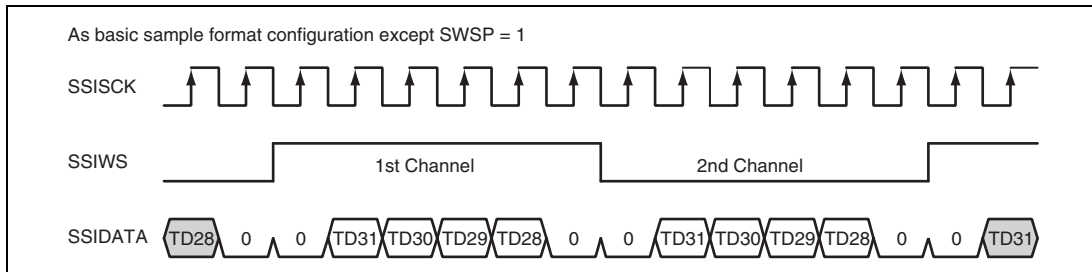 As basic sample format configuration except SWSP = 1
SSISCK
SSIWS 1st Channel 2nd Channel
SSIDATA TD28 0 0 TD31 TD30 TD29 TD28 0 0 TD31 TD30 TD29 TD28 0 0 TD31